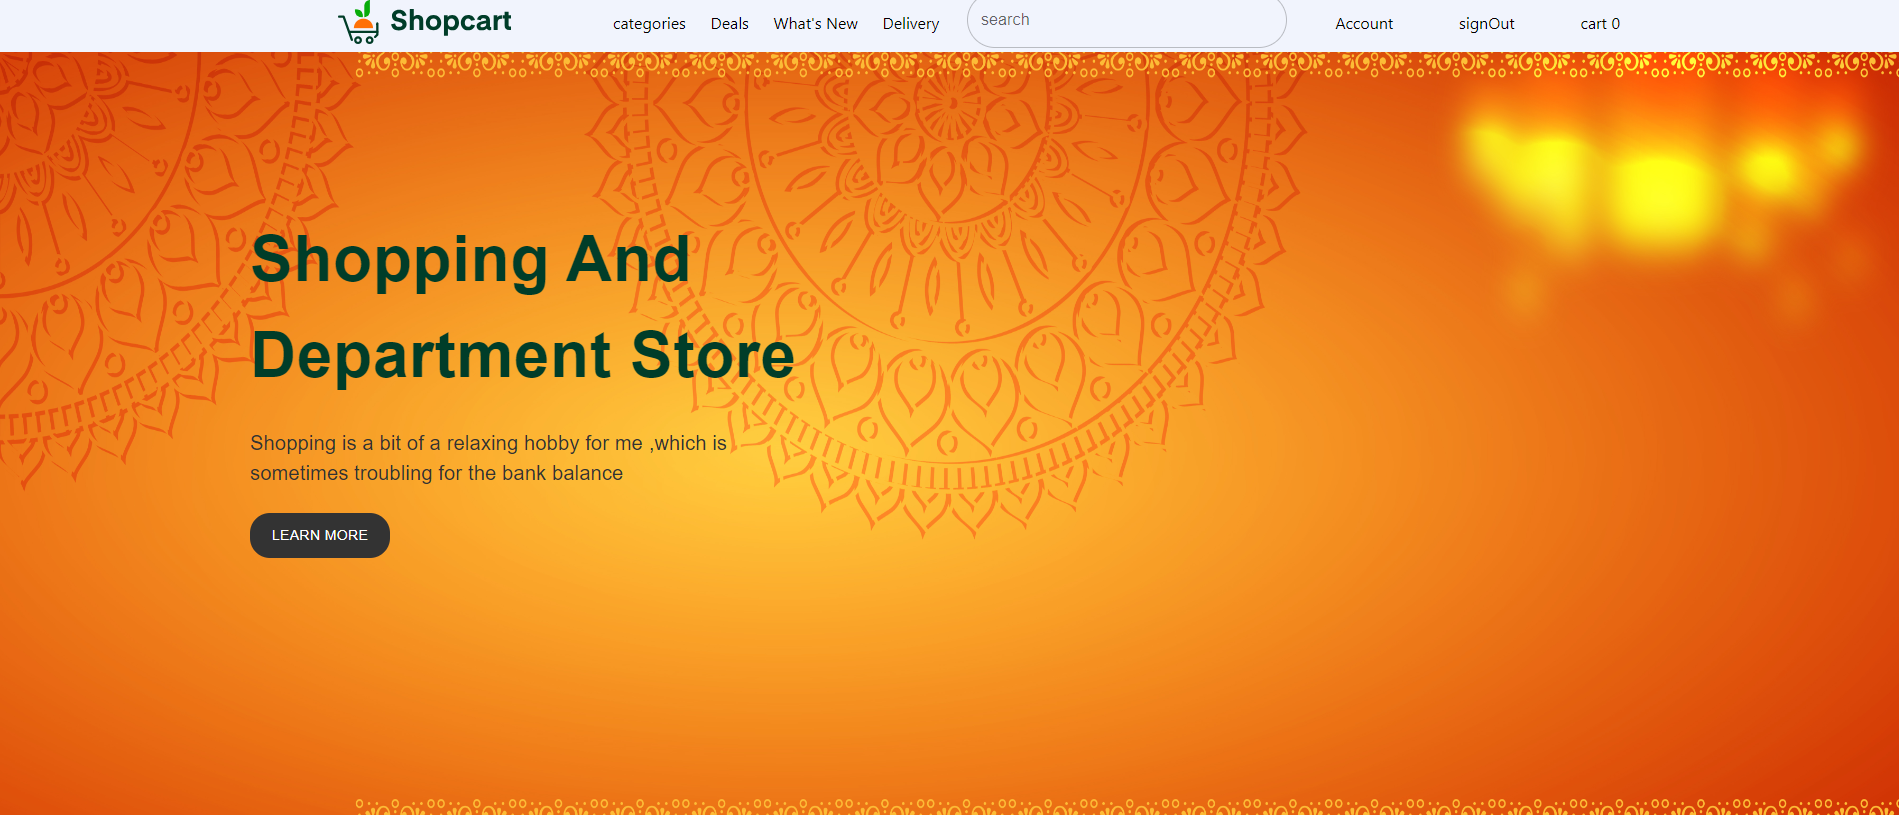 Shopcart
categories Deals What's New Delivery search Account signOut cart 0
Shopping And
Department Store
Shopping is a bit of a relaxing hobby for me ,which is
sometimes troubling for the bank balance
LEARN MORE